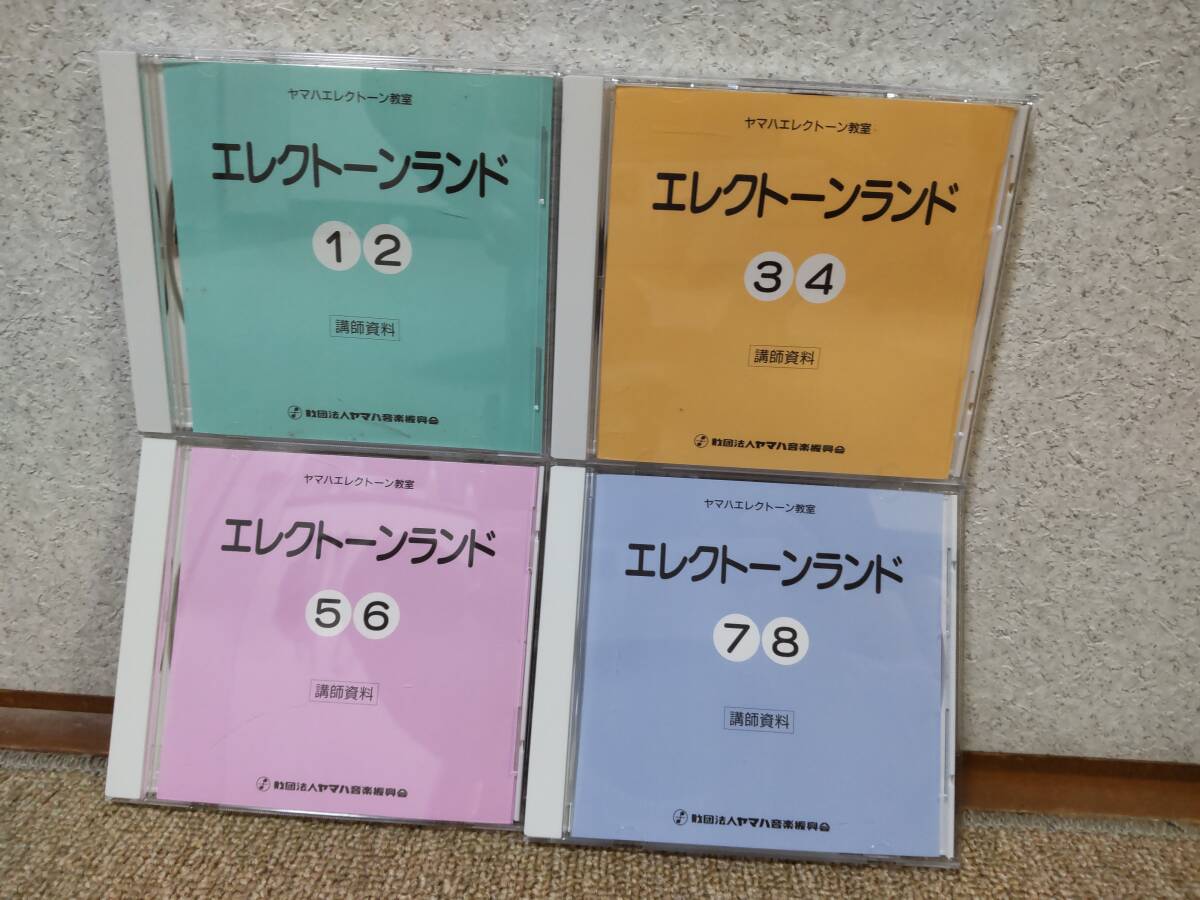 ヤマハエレクトーン教室
エレクトーンランド
1 2
講師資料
財団法人ヤマハ音楽振興会
ヤマハエレクトーン教室
エレクトーンランド
3 4
講師資料
財団法人ヤマハ音楽振興会
ヤマハエレクトーン教室
エレクトーンランド
5 6
講師資料
財団法人ヤマハ音楽振興会
ヤマハエレクトーン教室
エレクトーンランド
7 8
講師資料
財団法人ヤマハ音楽振興会